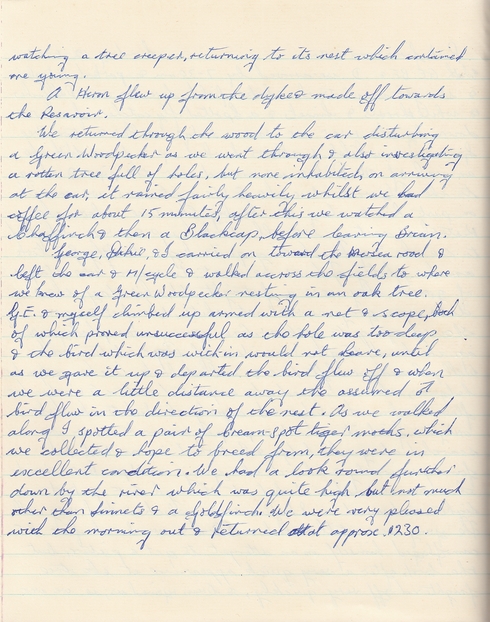 watching a tree creeper, returning to its nest which contained
one young.
A Heron flew up from the dyke & made off towards
the Resavoir.
We returned through the wood to the car disturbing
a Green Woodpecker as we went through & also investigating
a rotten tree full of holes, but none inhabited, on arriving
at the car, it rained fairly heavily, whilst we had
coffee for about 15 minutes, after this we watched a
Chaffinch & then a Blackcap, before leaving Brian.
George, & I carried on toward the road &
left the car & M/cycle & walked accross the fields to where
we knew of a Green Woodpecker nesting in an oak tree.
G.E. & myself climbed up armed with a net & scope, both
of which proved unsuccessful as the hole was too deep
& the bird which was within would not leave, until
as we gave it up & departed the bird flew off & when
we were a little distance away the assumed
bird flew in the direction of the nest. As we walked
along I spotted a pair of cream-spot tiger moths, which
we collected & hope to breed from, they were in
exccellent condition. We had a look round further
down by the river which was quite high but not much
other than linnets & a Goldfinch. We were very pleased
with the morning out & returned at approx. 1230.